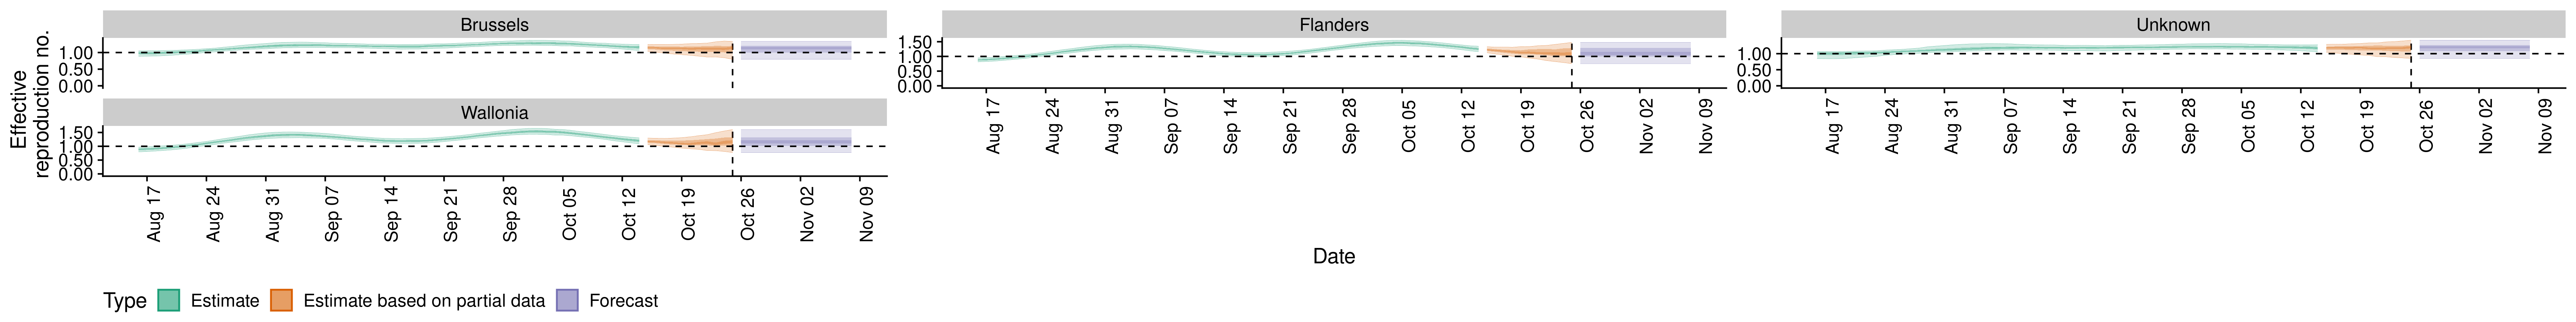 Brussels
Flanders
Unknown
Effective
reproduction no.
1.00
0.50
0.00
1.50
1.00
0.50
0.00
1.00
0.50
0.00
Wallonia
1.50
1.00
0.50
0.00
Aug 17 Aug 24 Aug 31 Sep 07 Sep 14 Sep 21 Sep 28 Oct 05 Oct 12 Oct 19 Oct 26 Nov 02 Nov 09
Aug 17 Aug 24 Aug 31 Sep 07 Sep 14 Sep 21 Sep 28 Oct 05 Oct 12 Oct 19 Oct 26 Nov 02 Nov 09
Aug 17 Aug 24 Aug 31 Sep 07 Sep 14 Sep 21 Sep 28 Oct 05 Oct 12 Oct 19 Oct 26 Nov 02 Nov 09
Date
Type Estimate Estimate based on partial data Forecast